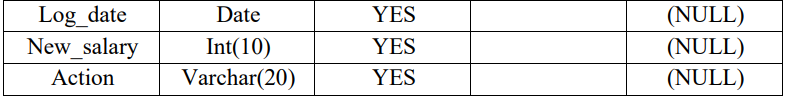 Log_date Date YES (NULL)
New_salary Int(10) YES (NULL)
Action Varchar(20) YES (NULL)